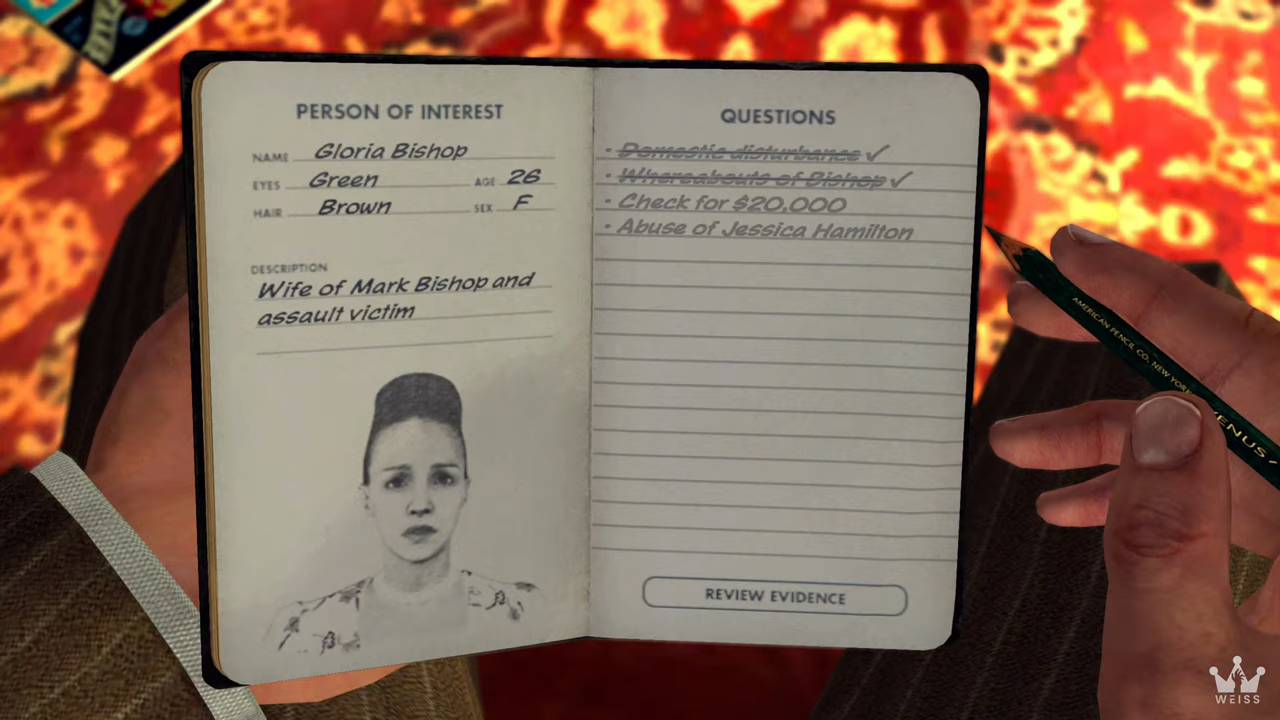 PERSON OF INTEREST
NAME Gloria Bishop
EYES Green AGE 26
HAIR Brown SEX F
DESCRIPTION
Wife of Mark Bishop and
assault victim
QUESTIONS
· Domestic disturbance ✓
· Whereabouts of Bishop ✓
· Check for $20,000
· Abuse of Jessica Hamilton
REVIEW EVIDENCE
AMERICAN PENCIL CO. NEW YORK
VENUS
WEISS